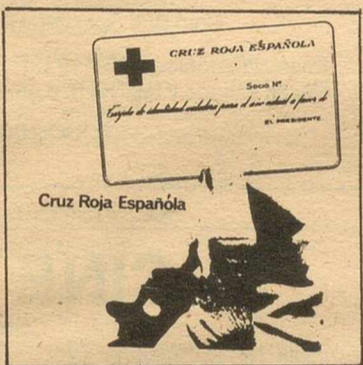 CRUZ ROJA ESPAÑOLA
Socio Nº
Tarjeta de identidad valedera para el año actual a favor de
EL PRESIDENTE
Cruz Roja Española